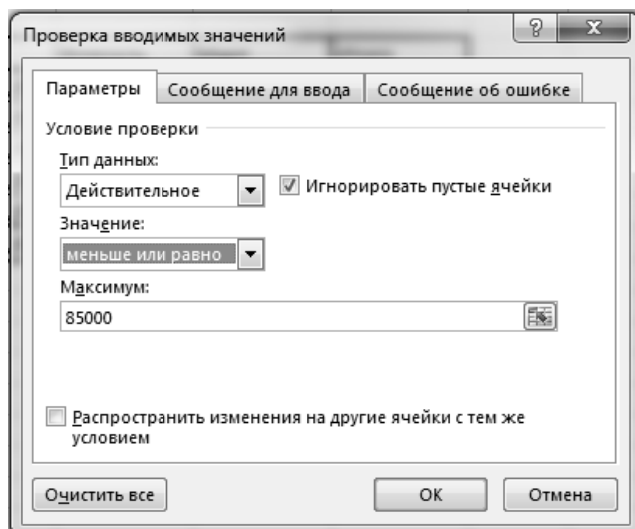 Проверка вводимых значений
Параметры Сообщение для ввода Сообщение об ошибке
Условие проверки
Тип данных:
Действительное Игнорировать пустые ячейки
Значение:
меньше или равно
Максимум:
85000
Распространить изменения на другие ячейки с тем же
условием
Очистить все ОК Отмена